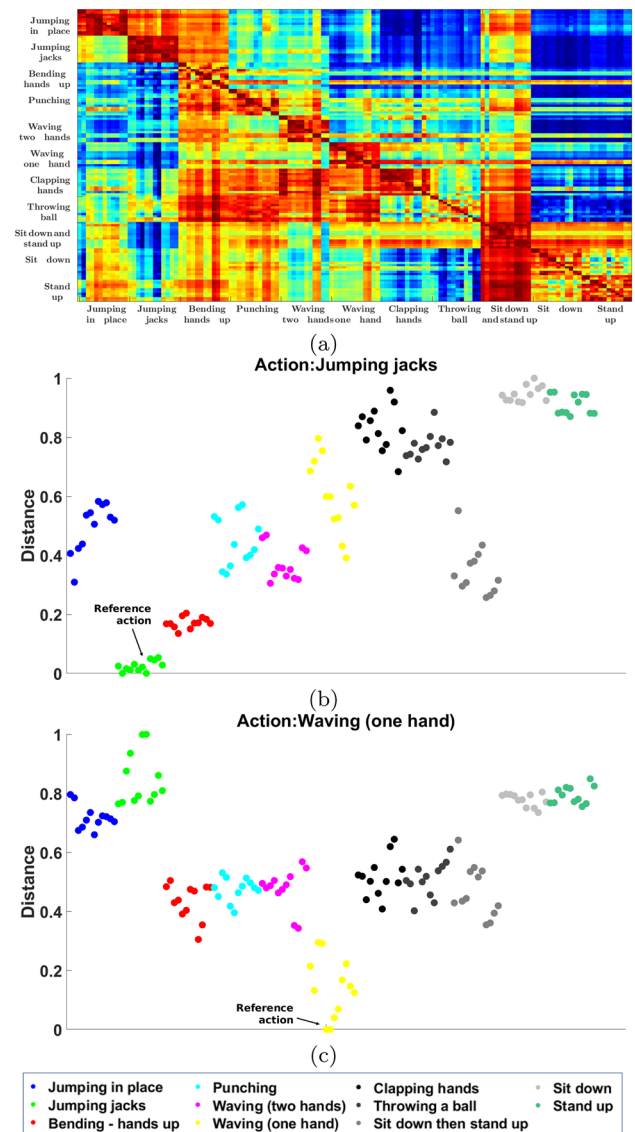 Jumping
in place
Jumping
jacks
Bending
hands up
Punching
Waving
two hands
Waving
one hand
Clapping
hands
Throwing
ball
Sit down and
stand up
Sit down
Stand
up
Jumping Jumping Bending Punching Waving Waving Clapping Throwing Sit down Sit down Stand
in place jacks hands up two hands one hand hands ball and stand up up
(a)
Action:Jumping jacks
1
0.8
0.6
0.4
0.2
0
Distance
Reference
action
(b)
Action:Waving (one hand)
1
0.8
0.6
0.4
0.2
0
Distance
Reference
action
(c)
Jumping in place Punching Clapping hands Sit down
Jumping jacks Waving (two hands) Throwing a ball Stand up
Bending - hands up Waving (one hand) Sit down then stand up